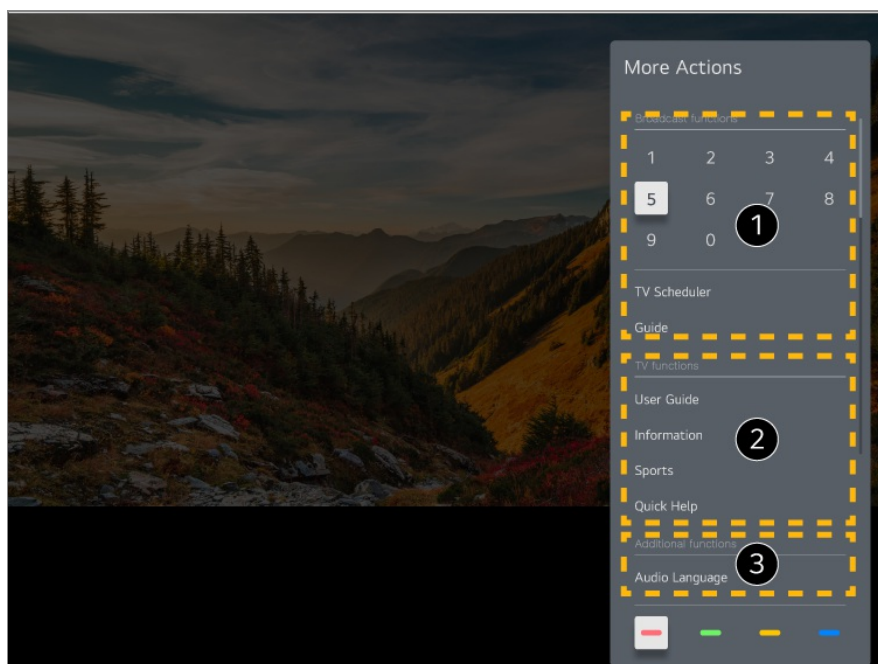 More Actions
Broadcast functions
1 2 3 4
5 6 7 8
9 0
1
TV Scheduler
Guide
TV functions
User Guide
Information
2
Sports
Quick Help
Additional functions
3
Audio Language